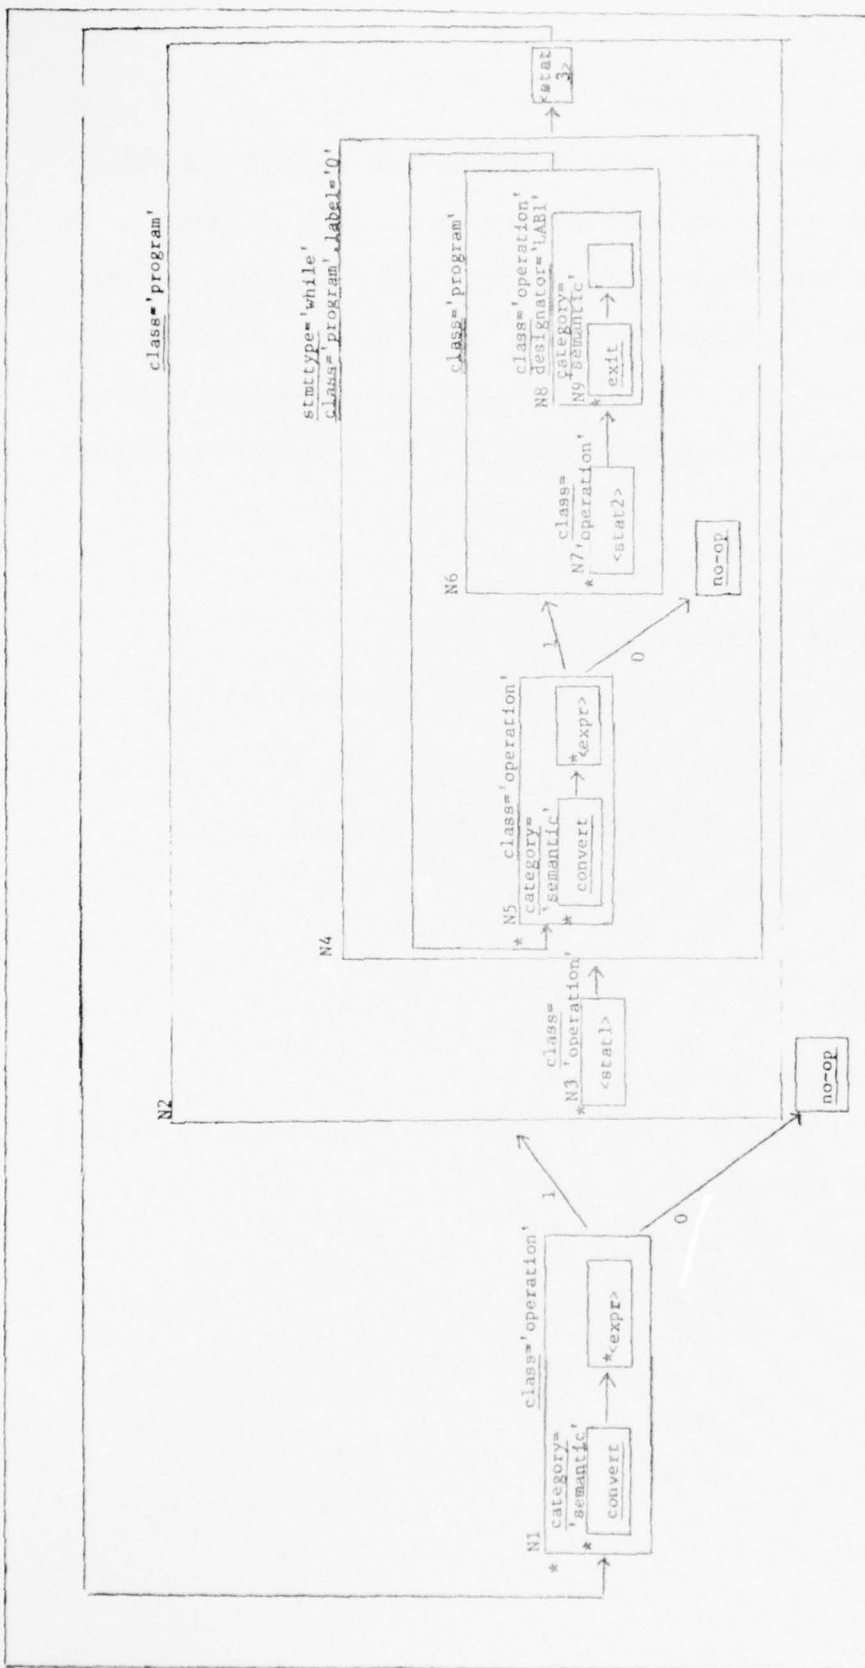 class='program'
N2
<stat
3>
stmttype='while'
class='program',label='0'
N4
class='program'
N6
class='operation'
N8 designator='LAB1'
category=
N9 'semantic'
*
exit
class=
N7 'operation'
*
<stat2>
1
0
no-op
N5 class='operation'
category=
'semantic'
*
*
convert
*
<expr>
class=
N3 'operation'
*
<stat1>
1
0
no-op
class='operation'
N1
category=
'semantic'
*
*
convert
*
<expr>